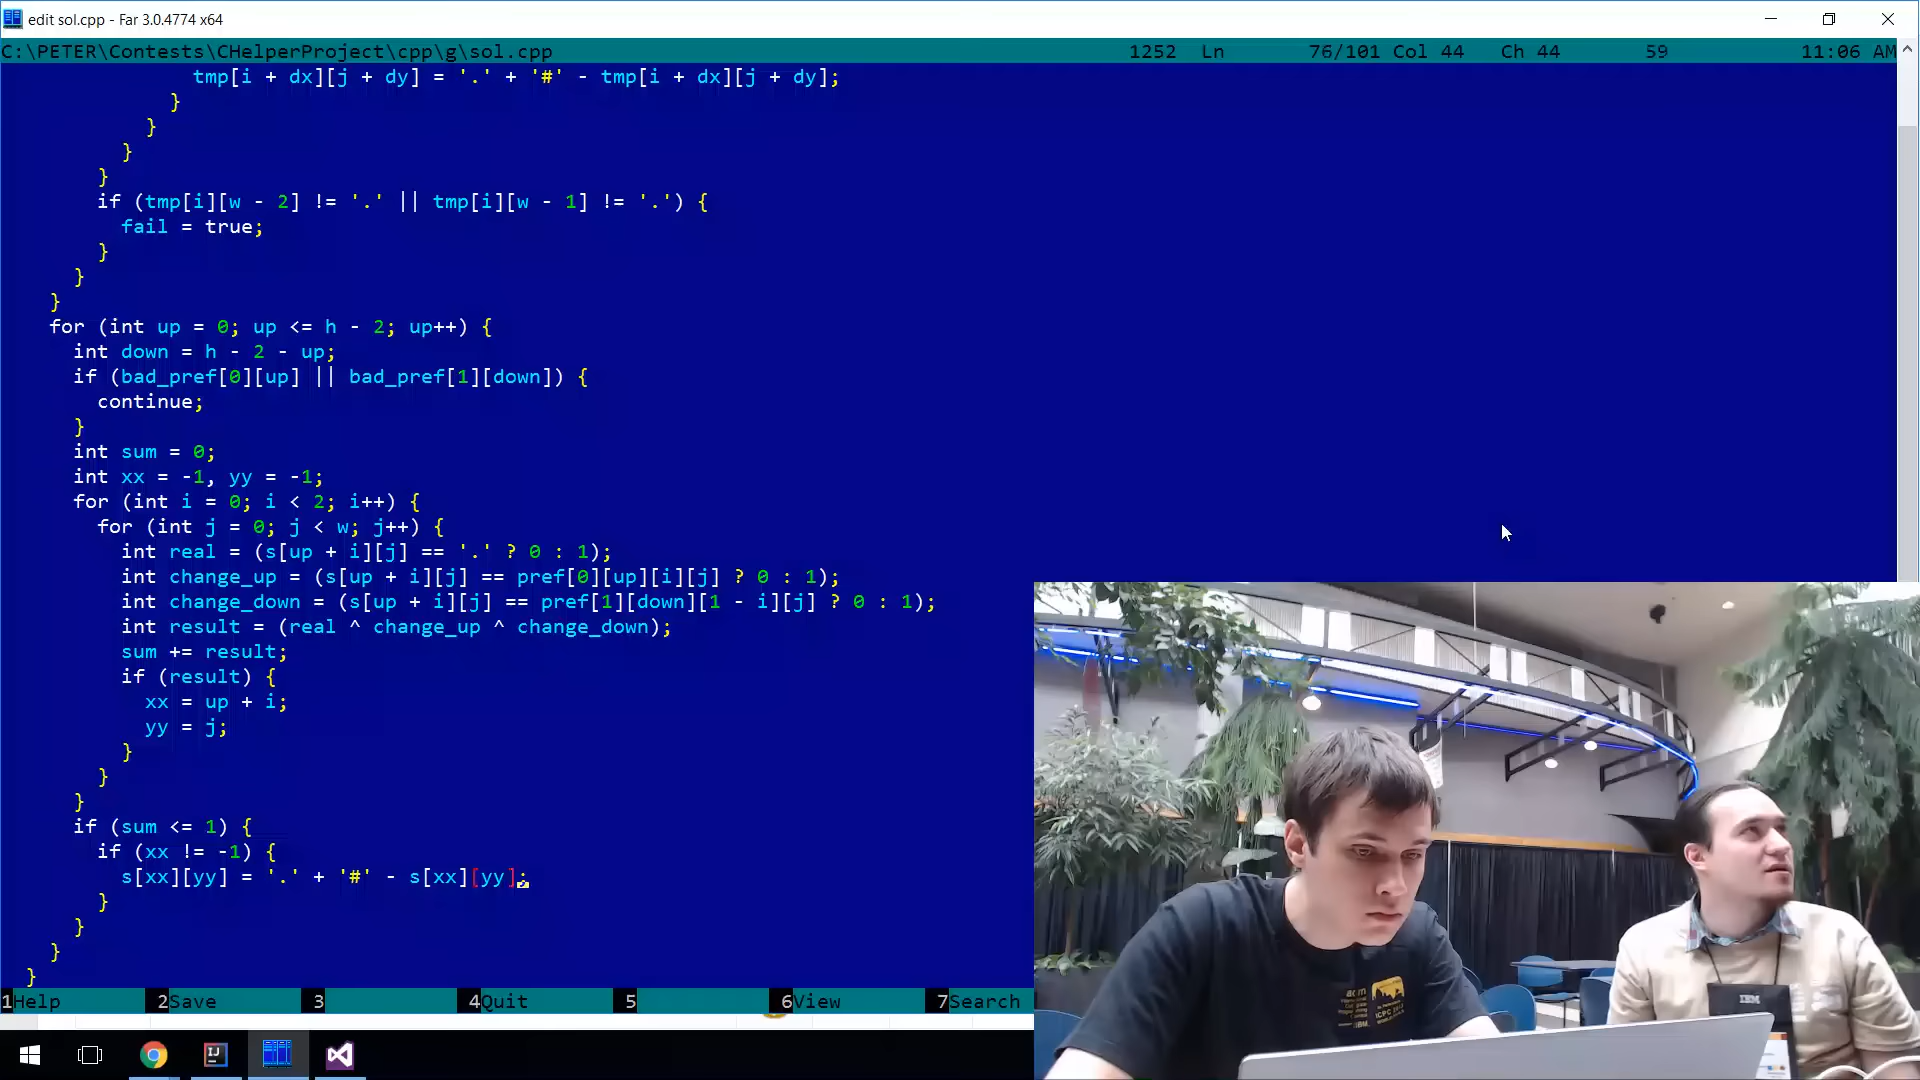 edit sol.cpp - Far 3.0.4774 x64
C:\PETER\Contests\CHelperProject\cpp\g\sol.cpp 1252 Ln 76/101 Col 44 Ch 44 59 11:06 AM
tmp[i + dx][j + dy] = '.' + '#' - tmp[i + dx][j + dy];
}
}
}
}
if (tmp[i][w - 2] != '.' || tmp[i][w - 1] != '.') {
fail = true;
}
}
}
for (int up = 0; up <= h - 2; up++) {
int down = h - 2 - up;
if (bad_pref[0][up] || bad_pref[1][down]) {
continue;
}
int sum = 0;
int xx = -1, yy = -1;
for (int i = 0; i < 2; i++) {
for (int j = 0; j < w; j++) {
int real = (s[up + i][j] == '.' ? 0 : 1);
int change_up = (s[up + i][j] == pref[0][up][i][j] ? 0 : 1);
int change_down = (s[up + i][j] == pref[1][down][1 - i][j] ? 0 : 1);
int result = (real ^ change_up ^ change_down);
sum += result;
if (result) {
xx = up + i;
yy = j;
}
}
}
if (sum <= 1) {
if (xx != -1) {
s[xx][yy] = '.' + '#' - s[xx][yy];
}
}
}
}
1Help 2Save 3 4Quit 5 6View 7Search
acm
ICPC 2017
IBM
IBM